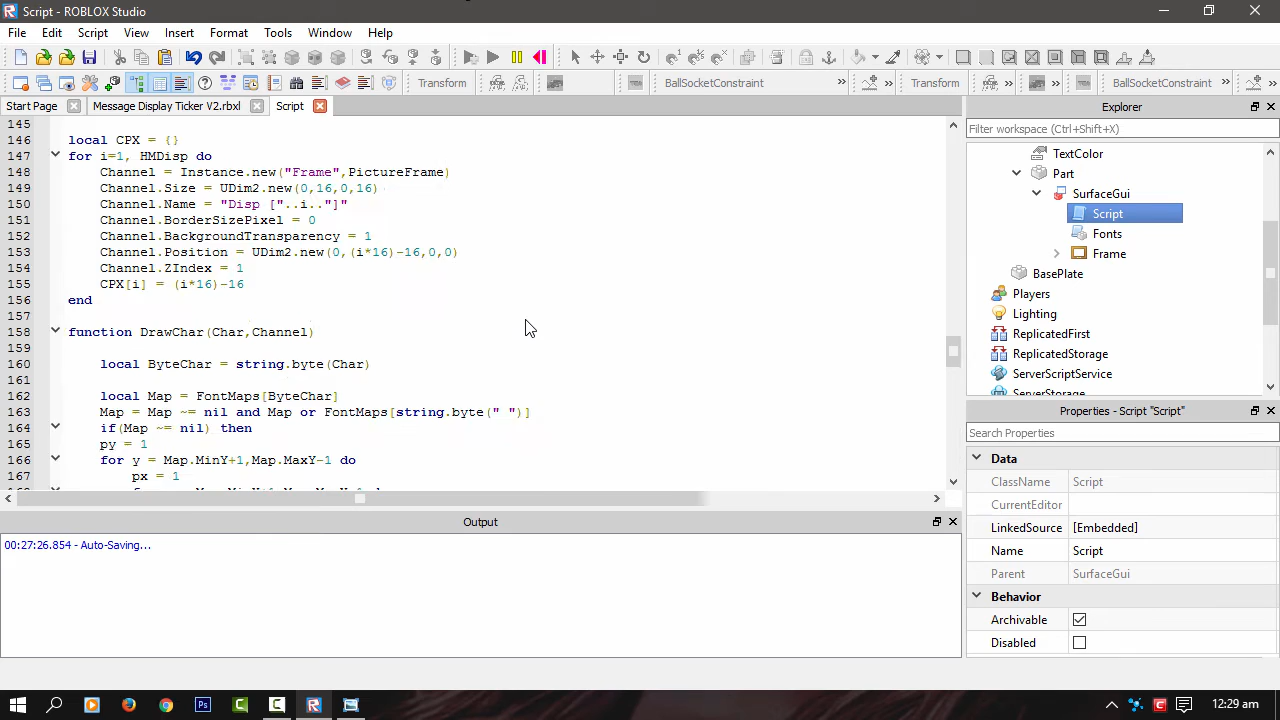 Script - ROBLOX Studio
File Edit Script View Insert Format Tools Window Help
Transform BallSocketConstraint Transform BallSocketConstraint
Start Page Message Display Ticker V2.rbxl Script
145
146 local CPX = {}
147 for i=1, HMDisp do
148 Channel = Instance.new("Frame",PictureFrame)
149 Channel.Size = UDim2.new(0,16,0,16)
150 Channel.Name = "Disp ["..i.."]"
151 Channel.BorderSizePixel = 0
152 Channel.BackgroundTransparency = 1
153 Channel.Position = UDim2.new(0,(i*16)-16,0,0)
154 Channel.ZIndex = 1
155 CPX[i] = (i*16)-16
156 end
157
158 function DrawChar(Char,Channel)
159
160 local ByteChar = string.byte(Char)
161
162 local Map = FontMaps[ByteChar]
163 Map = Map ~= nil and Map or FontMaps[string.byte(" ")]
164 if(Map ~= nil) then
165 py = 1
166 for y = Map.MinY+1,Map.MaxY-1 do
167 px = 1
Output
00:27:26.854 - Auto-Saving...
Explorer
Filter workspace (Ctrl+Shift+X)
TextColor
Part
SurfaceGui
Script
Fonts
Frame
BasePlate
Players
Lighting
ReplicatedFirst
ReplicatedStorage
ServerScriptService
ServerStorage
Properties - Script "Script"
Search Properties
Data
ClassName Script
CurrentEditor
LinkedSource [Embedded]
Name Script
Parent SurfaceGui
Behavior
Archivable
Disabled
12:29 am